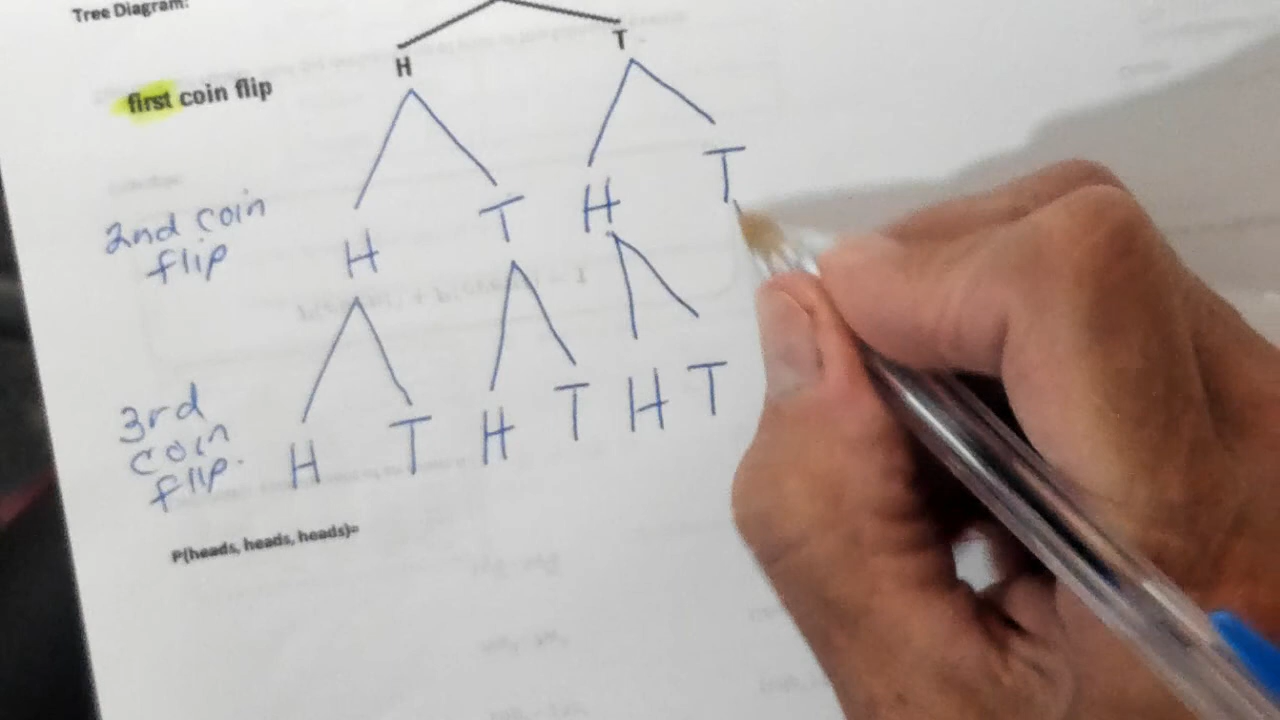 Tree Diagram:
H T
first coin flip
H T H T
2nd coin
flip
H T H T H T
3rd
coin
flip.
P(heads, heads, heads)=